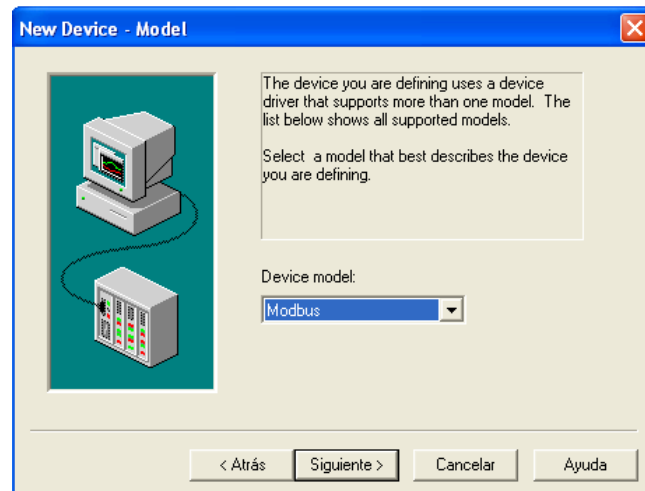 New Device - Model
The device you are defining uses a device
driver that supports more than one model. The
list below shows all supported models.
Select a model that best describes the device
you are defining.
Device model:
Modbus
< Atrás
Siguiente >
Cancelar
Ayuda